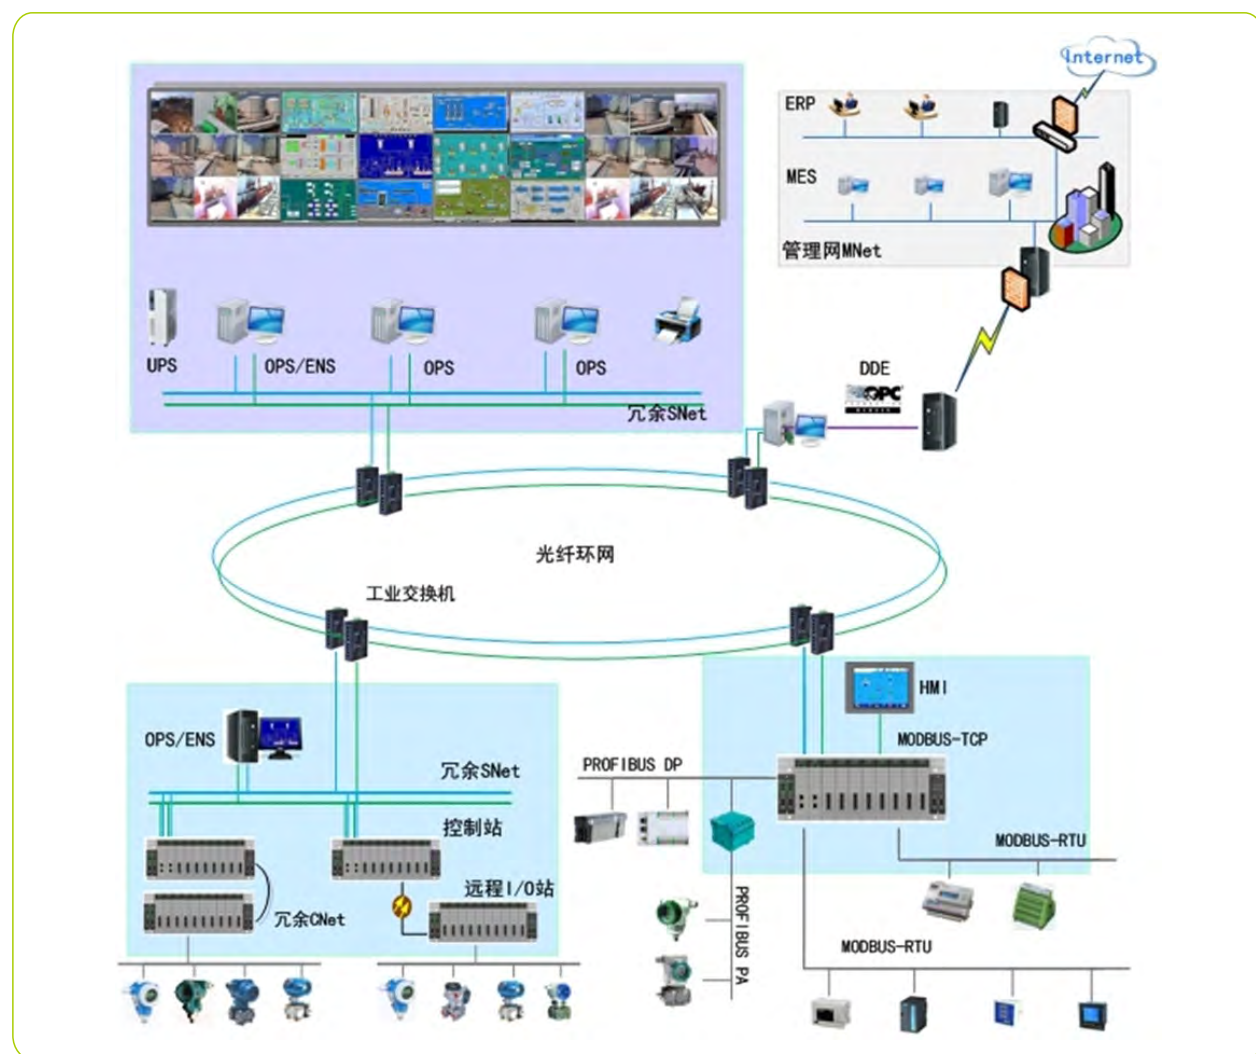 Internet
ERP
MES
管理网MNet
UPS
OPS/ENS
OPS
OPS
冗余SNet
DDE
OPC
光纤环网
工业交换机
OPS/ENS
冗余SNet
控制站
远程I/O站
冗余CNet
HMI
MODBUS-TCP
PROFIBUS DP
MODBUS-RTU
PROFIBUS PA
MODBUS-RTU